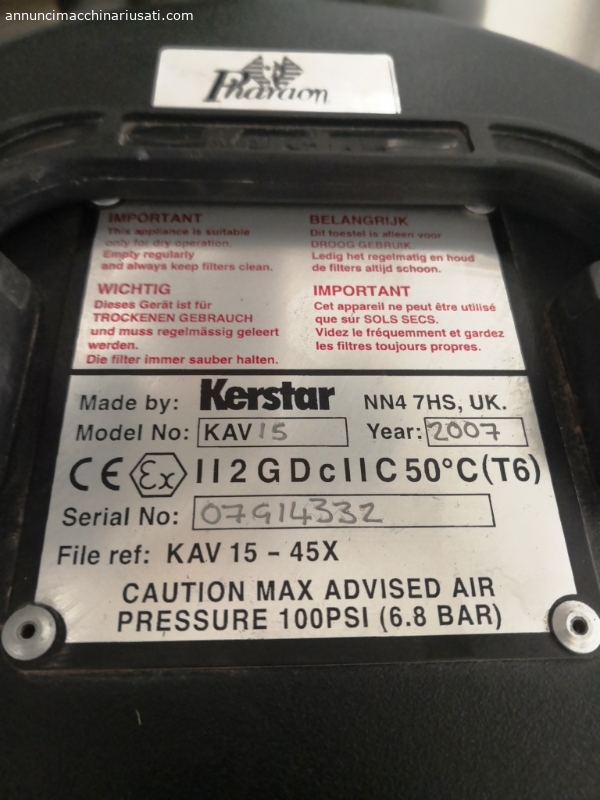 annuncimacchinariusati.com
Pharaon
IMPORTANT
This appliance is suitable
only for dry operation.
Empty regularly
and always keep filters clean.
BELANGRIJK
Dit toestel is alleen voor
DROOG GEBRUIK
Ledig het regelmatig en houd
de filters altijd schoon.
WICHTIG
Dieses Gerät ist für
TROCKENEN GEBRAUCH
und muss regelmässig geleert
werden.
Die filter immer sauber halten.
IMPORTANT
Cet appareil ne peut être utilisé
que sur SOLS SECS.
Videz le fréquemment et gardez
les filtres toujours propres.
Made by: Kerstar NN4 7HS, UK.
Model No: KAV 15 Year: 2007
CE Ex II 2 G D c II C 50°C (T6)
Serial No: 07914332
File ref: KAV 15 - 45X
CAUTION MAX ADVISED AIR
PRESSURE 100PSI (6.8 BAR)